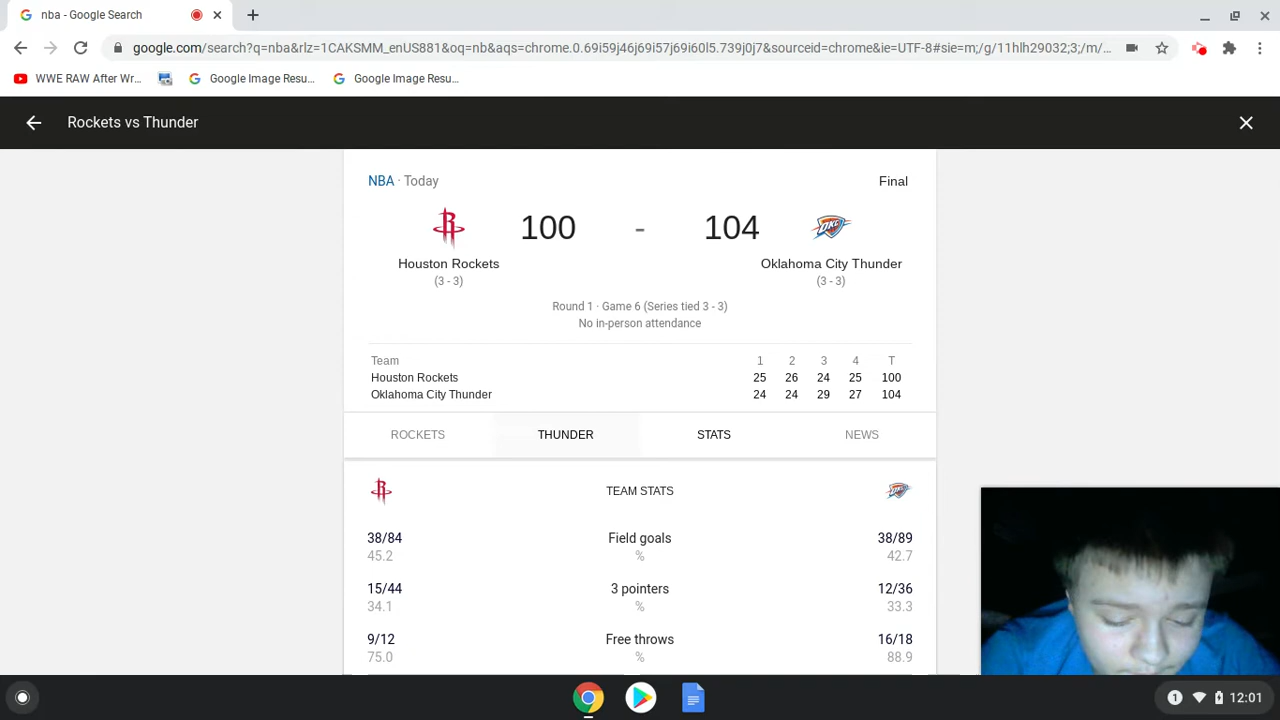 nba - Google Search
google.com/search?q=nba&rlz=1CAKSMM_enUS881&oq=nb&aqs=chrome.0.69i59j46j69i57j69i60l5.739j0j7&sourceid=chrome&ie=UTF-8#sie=m;/g/11hlh29032;3;/m/...
WWE RAW After Wr... Google Image Resu... Google Image Resu...
Rockets vs Thunder
NBA · Today Final
100 - 104
Houston Rockets Oklahoma City Thunder
(3 - 3) (3 - 3)
Round 1 · Game 6 (Series tied 3 - 3)
No in-person attendance
Team 1 2 3 4 T
Houston Rockets 25 26 24 25 100
Oklahoma City Thunder 24 24 29 27 104
ROCKETS THUNDER STATS NEWS
TEAM STATS
38/84 Field goals 38/89
45.2 % 42.7
15/44 3 pointers 12/36
34.1 % 33.3
9/12 Free throws 16/18
75.0 % 88.9
1 12:01